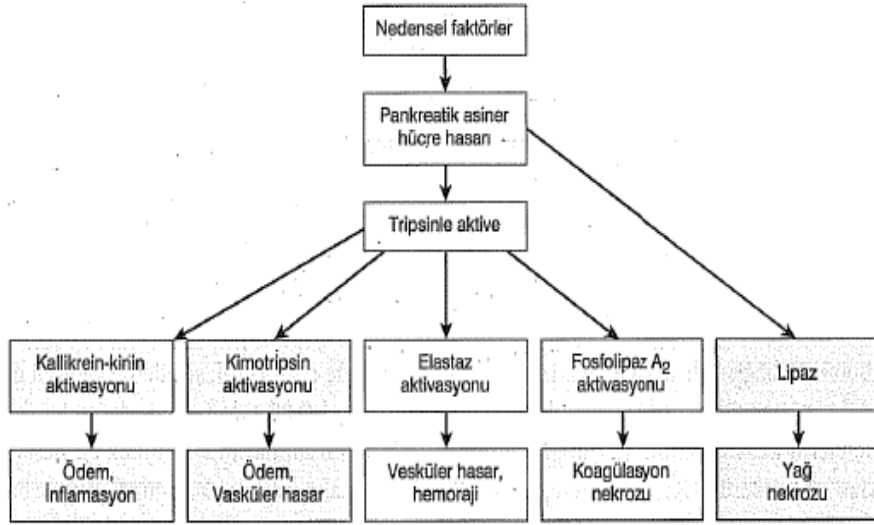 Nedensel faktörler
Pankreatik asiner
hücre hasarı
Tripsinle aktive
Kallikrein-kinin
aktivasyonu
Kimotripsin
aktivasyonu
Elastaz
aktivasyonu
Fosfolipaz A2
aktivasyonu
Lipaz
Ödem,
İnflamasyon
Ödem,
Vasküler hasar
Vesküler hasar,
hemoraji
Koagülasyon
nekrozu
Yağ
nekrozu